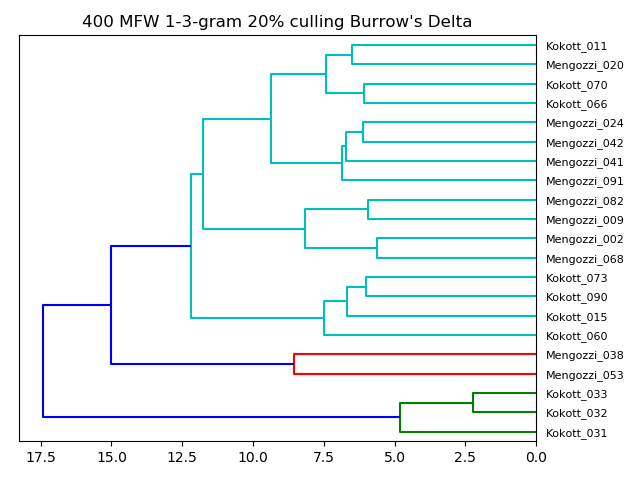 400 MFW 1-3-gram 20% culling Burrow's Delta
Kokott_011
Mengozzi_020
Kokott_070
Kokott_066
Mengozzi_024
Mengozzi_042
Mengozzi_041
Mengozzi_091
Mengozzi_082
Mengozzi_009
Mengozzi_002
Mengozzi_068
Kokott_073
Kokott_090
Kokott_015
Kokott_060
Mengozzi_038
Mengozzi_053
Kokott_033
Kokott_032
Kokott_031
17.5 15.0 12.5 10.0 7.5 5.0 2.5 0.0